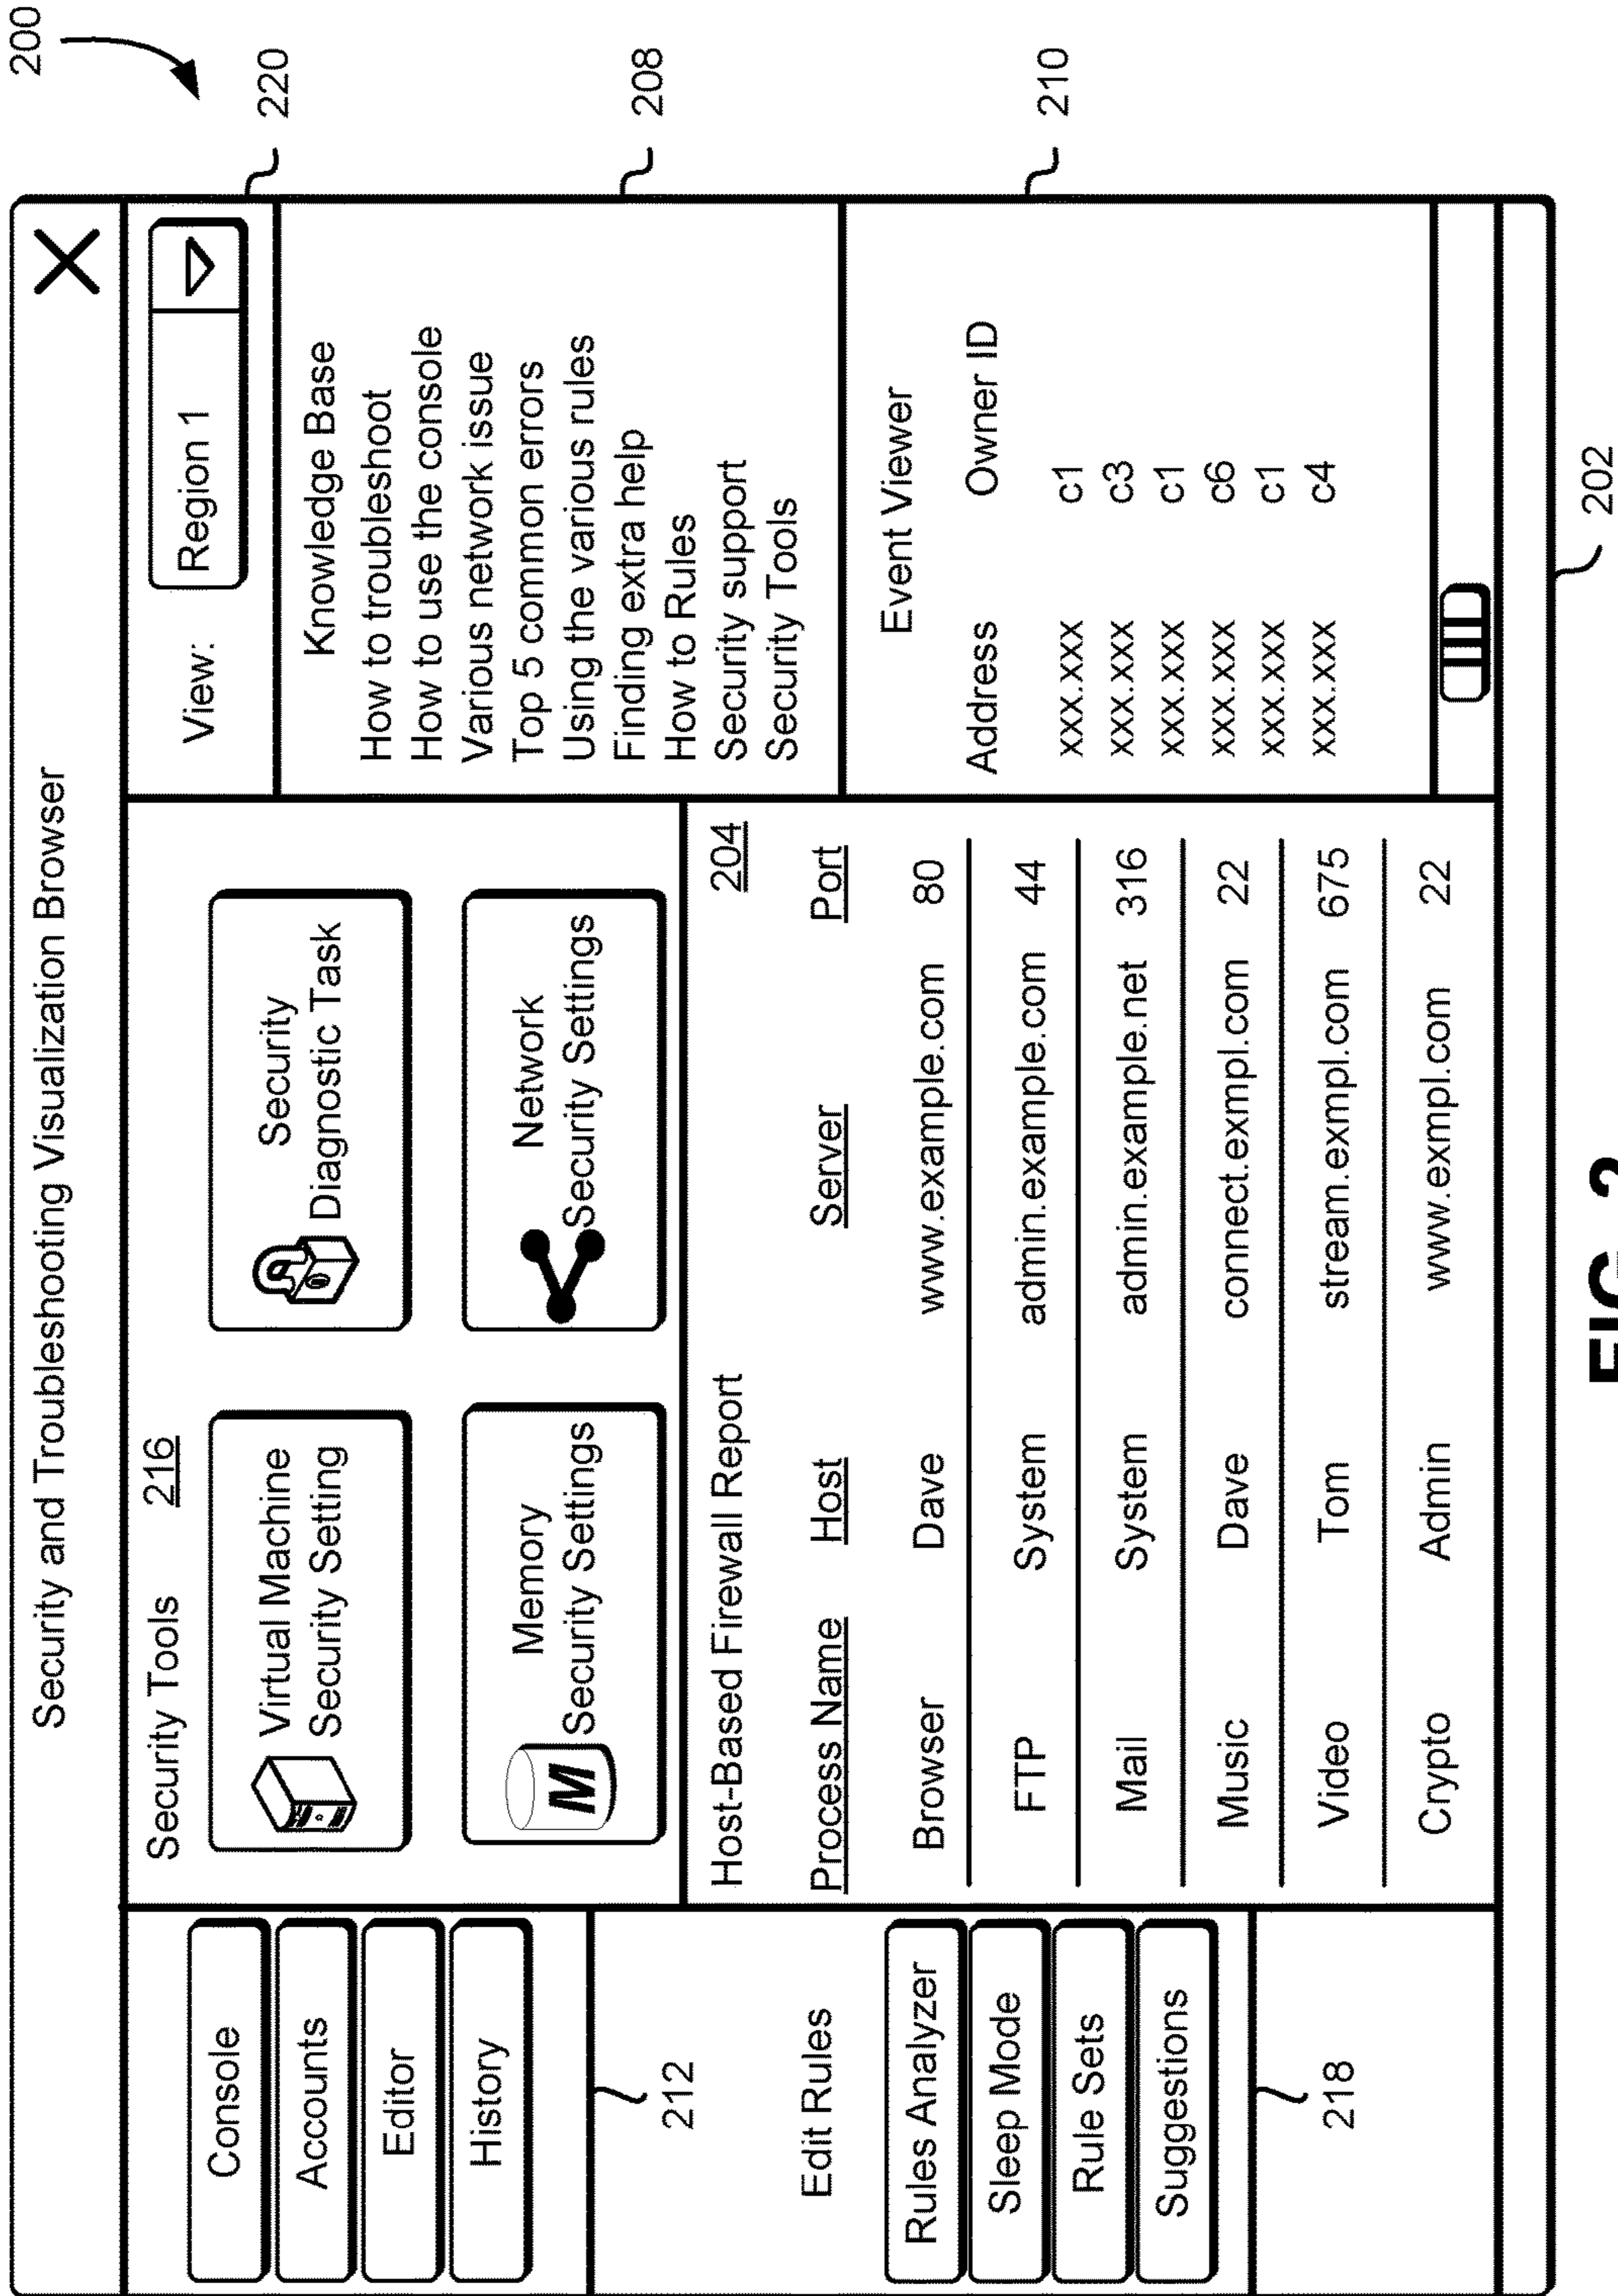 200
Security and Troubleshooting Visualization Browser
Console
Accounts
Editor
History
212
Edit Rules
Rules Analyzer
Sleep Mode
Rule Sets
Suggestions
218
Security Tools 216
Virtual Machine
Security Setting
Security
Diagnostic Task
Memory
Security Settings
M
Network
Security Settings
Host-Based Firewall Report 204
Process Name Host Server Port
Browser Dave www.example.com 80
FTP System admin.example.com 44
Mail System admin.example.net 316
Music Dave connect.exmpl.com 22
Video Tom stream.exmpl.com 675
Crypto Admin www.exmpl.com 22
View: Region 1
220
Knowledge Base
How to troubleshoot
How to use the console
Various network issue
Top 5 common errors
Using the various rules
Finding extra help
How to Rules
Security support
Security Tools
208
Event Viewer
Address Owner ID
xxx.xxx c1
xxx.xxx c3
xxx.xxx c1
xxx.xxx c6
xxx.xxx c1
xxx.xxx c4
210
202
FIG. 2